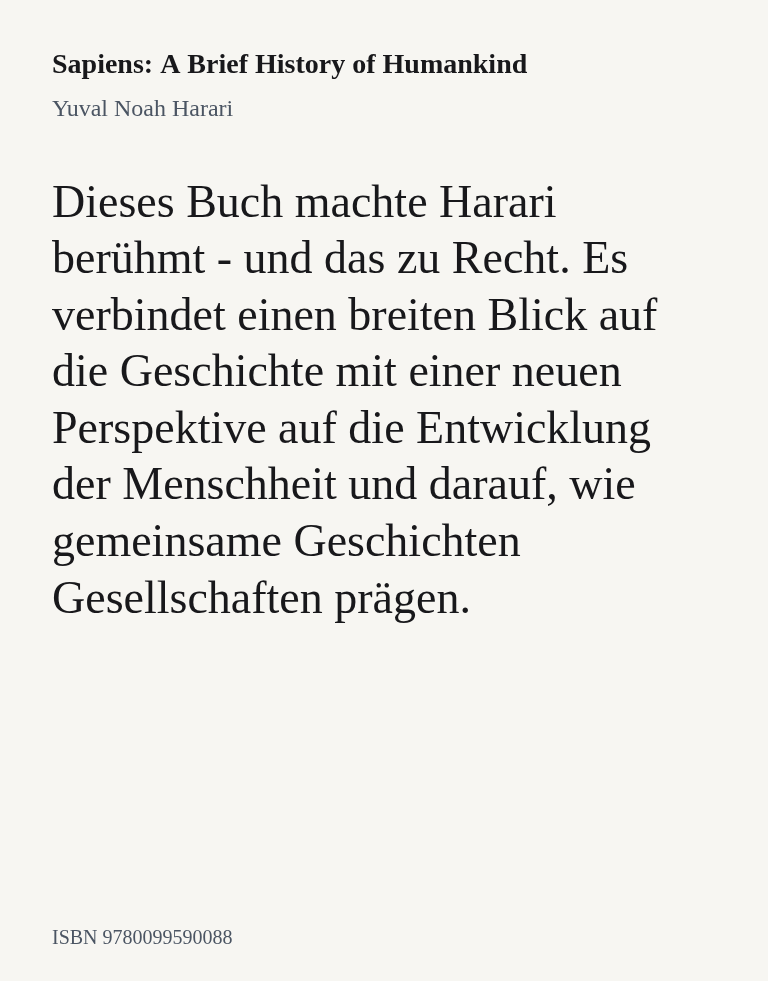 Sapiens: A Brief History of Humankind
Yuval Noah Harari
Dieses Buch machte Harari
berühmt - und das zu Recht. Es
verbindet einen breiten Blick auf
die Geschichte mit einer neuen
Perspektive auf die Entwicklung
der Menschheit und darauf, wie
gemeinsame Geschichten
Gesellschaften prägen.
ISBN 9780099590088